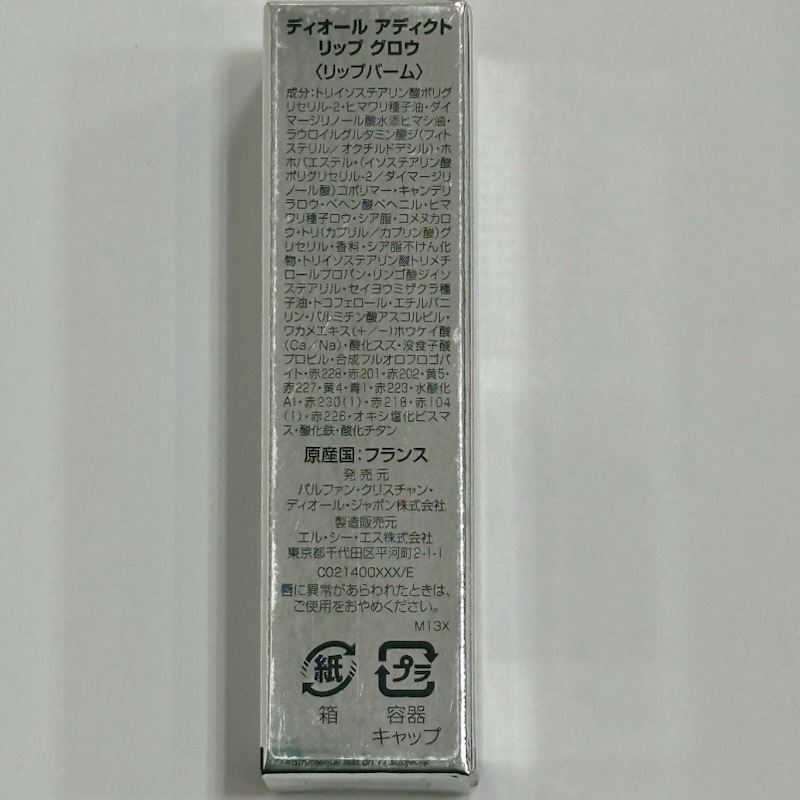 ディオール アディクト
リップ グロウ
〈リップバーム〉
成分:トリイソステアリン酸ポリグ
リセリル-2・ヒマワリ種子油・ダイ
マージリノール酸水添ヒマシ油・
ラウロイルグルタミン酸ジ(フィト
ステリル/オクチルドデシル)・ホ
ホバエステル・(イソステアリン酸
ポリグリセリル-2/ダイマージリ
ノール酸)コポリマー・キャンデリ
ラロウ・ベヘン酸ベヘニル・ヒマ
ワリ種子ロウ・シア脂・コメヌカロ
ウ・トリ(カプリル/カプリン酸)グ
リセリル・香料・シア脂不けん化
物・トリイソステアリン酸トリメチ
ロールプロパン・リンゴ酸ジイソ
ステアリル・セイヨウミザクラ種
子油・トコフェロール・エチルバニ
リン・パルミチン酸アスコルビル・
ワカメエキス(+/-)ホウケイ酸
(Ca/Na)・酸化スズ・没食子酸
プロピル・合成フルオロフロゴパ
イト・赤228・赤201・赤202・黄5・
赤227・黄4・青1・赤223・水酸化
Al・赤230(1)・赤218・赤104
(1)・赤226・オキシ塩化ビスマ
ス・酸化鉄・酸化チタン
原産国:フランス
発売元
パルファン・クリスチャン・
ディオール・ジャポン株式会社
製造販売元
エル・シー・エス株式会社
東京都千代田区平河町2-1-1
C021400XXX/E
唇に異常があらわれたときは、
ご使用をおやめください。
M13X
紙 プラ
箱 容器
キャップ